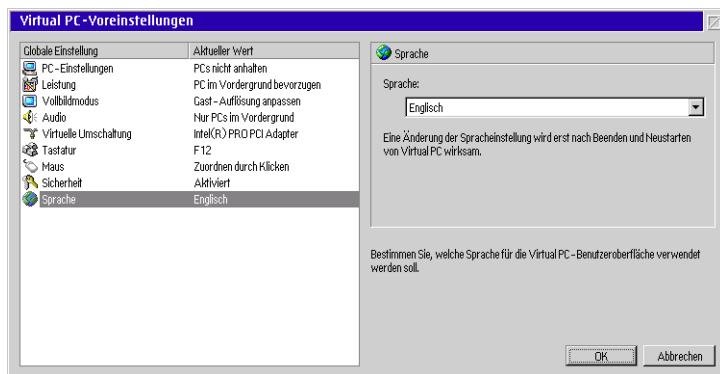 Virtual PC-Voreinstellungen
Globale Einstellung Aktueller Wert
PC-Einstellungen PCs nicht anhalten
Leistung PC im Vordergrund bevorzugen
Vollbildmodus Gast-Auflösung anpassen
Audio Nur PCs im Vordergrund
Virtuelle Umschaltung Intel(R) PRO PCI Adapter
Tastatur F12
Maus Zuordnen durch Klicken
Sicherheit Aktiviert
Sprache Englisch
Sprache
Sprache:
Englisch
Eine Änderung der Spracheinstellung wird erst nach Beenden und Neustarten
von Virtual PC wirksam.
Bestimmen Sie, welche Sprache für die Virtual PC-Benutzeroberfläche verwendet
werden soll.
OK Abbrechen